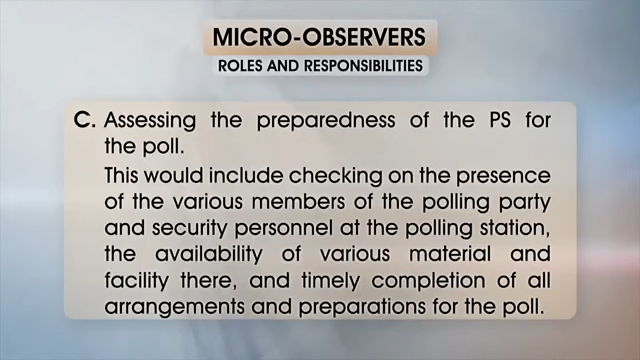 MICRO-OBSERVERS
ROLES AND RESPONSIBILITIES
C. Assessing the preparedness of the PS for
the poll.
This would include checking on the presence
of the various members of the polling party
and security personnel at the polling station,
the availability of various material and
facility there, and timely completion of all
arrangements and preparations for the poll.